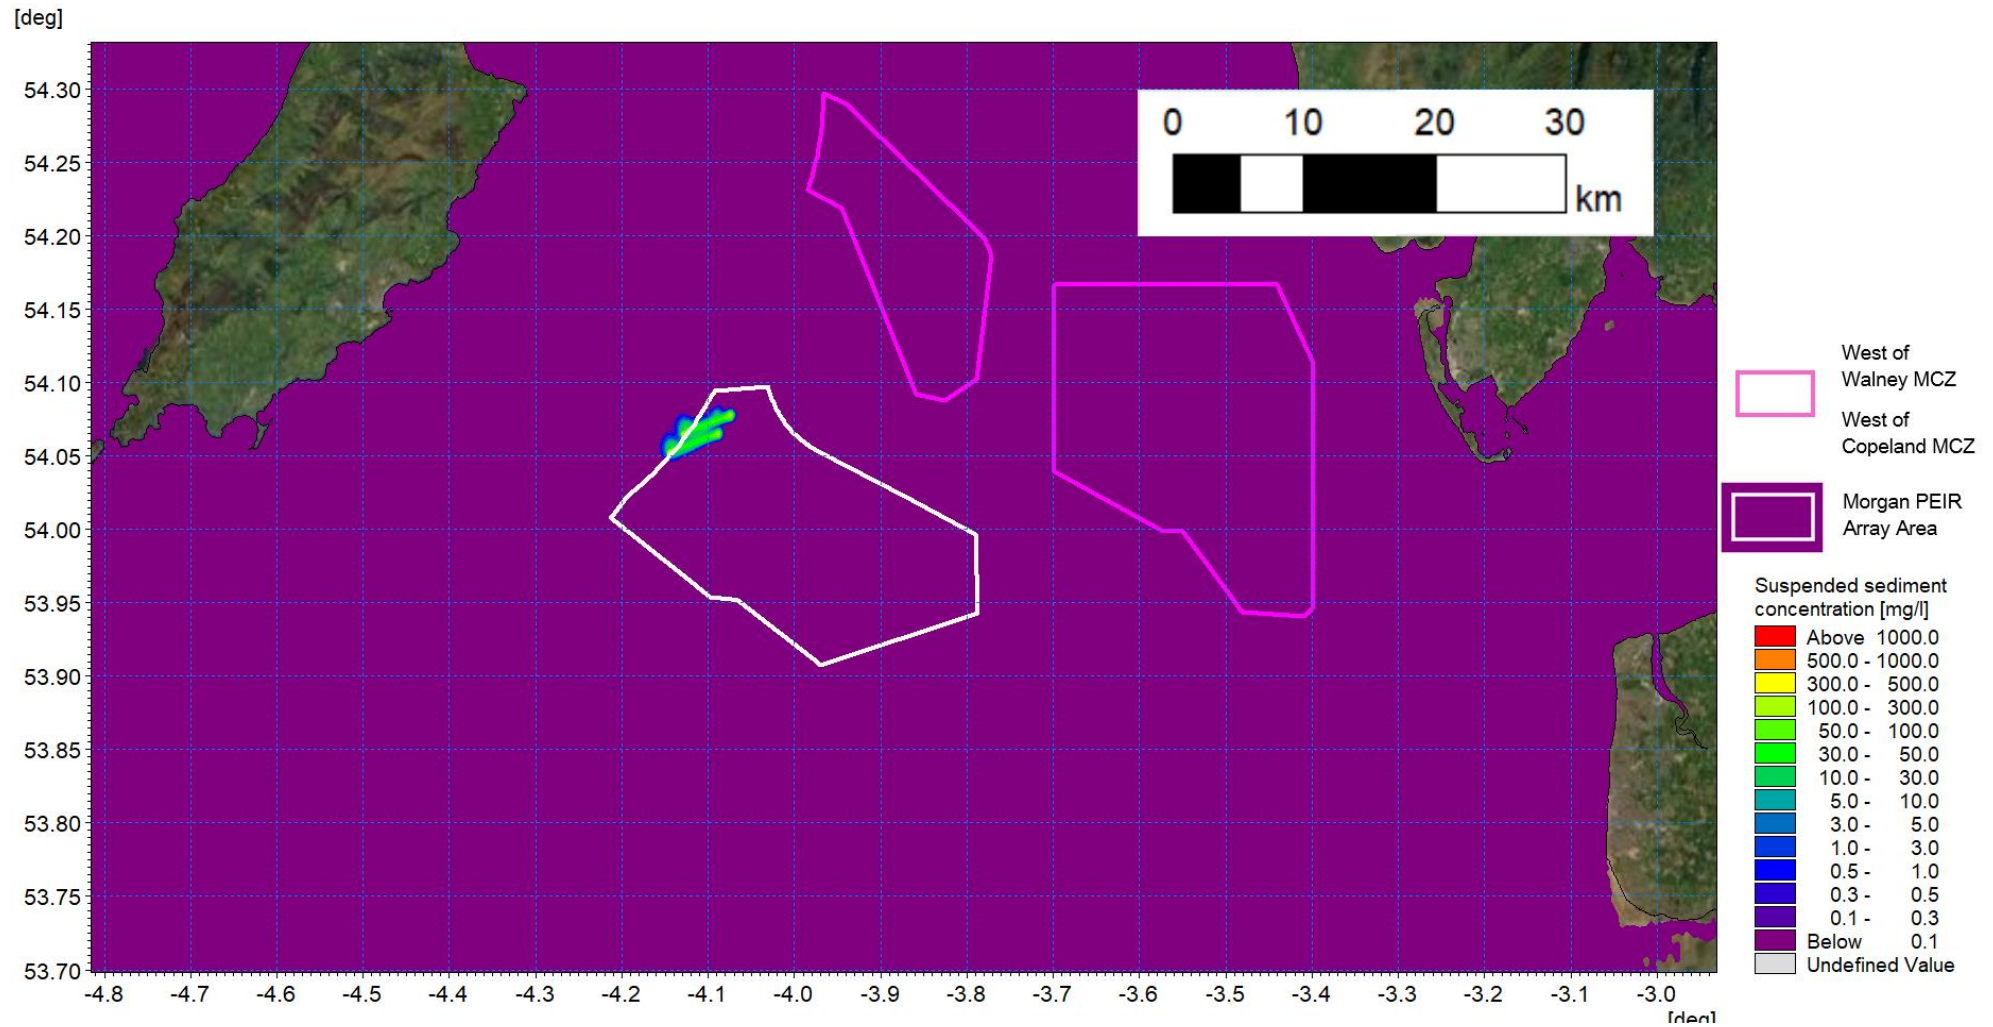 [deg]
54.30
54.25
54.20
54.15
54.10
54.05
54.00
53.95
53.90
53.85
53.80
53.75
53.70
-4.8 -4.7 -4.6 -4.5 -4.4 -4.3 -4.2 -4.1 -4.0 -3.9 -3.8 -3.7 -3.6 -3.5 -3.4 -3.3 -3.2 -3.1 -3.0
[deg]
0 10 20 30
km
West of
Walney MCZ
West of
Copeland MCZ
Morgan PEIR
Array Area
Suspended sediment
concentration [mg/l]
Above 1000.0
500.0 - 1000.0
300.0 - 500.0
100.0 - 300.0
50.0 - 100.0
30.0 - 50.0
10.0 - 30.0
5.0 - 10.0
3.0 - 5.0
1.0 - 3.0
0.5 - 1.0
0.3 - 0.5
0.1 - 0.3
Below 0.1
Undefined Value